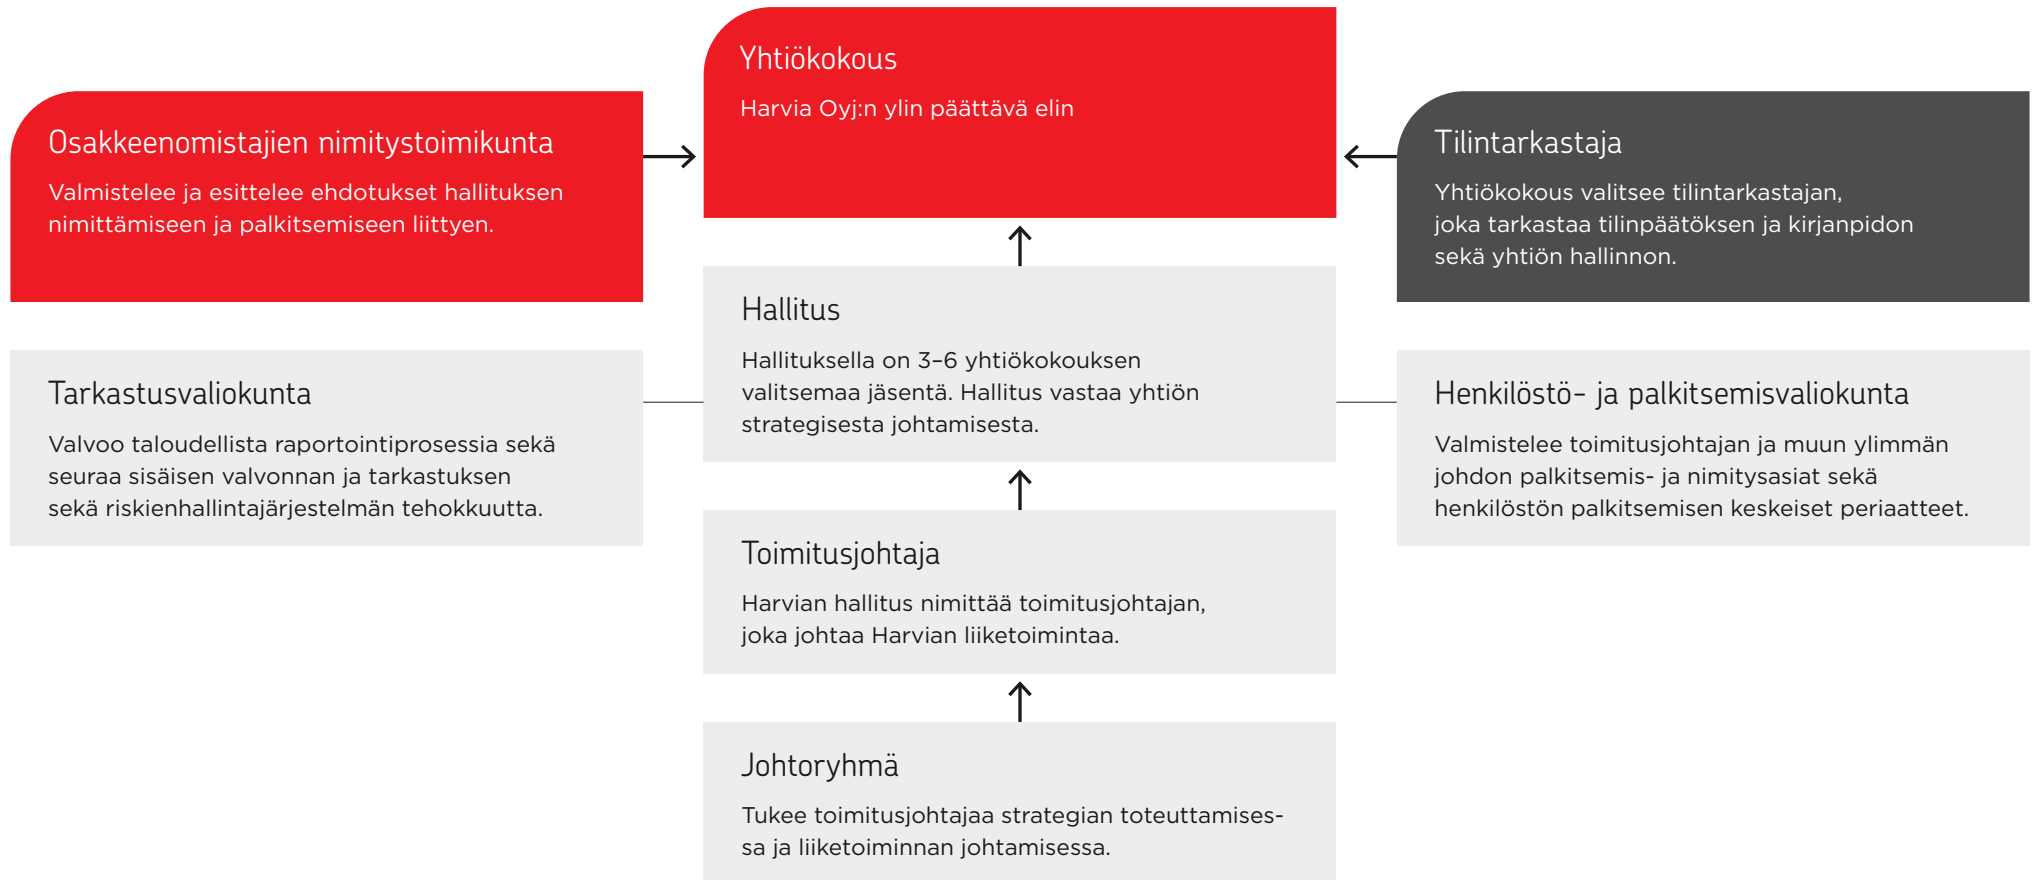 Yhtiökokous
Harvia Oyj:n ylin päättävä elin
Osakkeenomistajien nimitystoimikunta
Valmistelee ja esittelee ehdotukset hallituksen
nimittämiseen ja palkitsemiseen liittyen.
Tilintarkastaja
Yhtiökokous valitsee tilintarkastajan,
joka tarkastaa tilinpäätöksen ja kirjanpidon
sekä yhtiön hallinnon.
Hallitus
Hallituksella on 3–6 yhtiökokouksen
valitsemaa jäsentä. Hallitus vastaa yhtiön
strategisesta johtamisesta.
Tarkastusvaliokunta
Valvoo taloudellista raportointiprosessia sekä
seuraa sisäisen valvonnan ja tarkastuksen
sekä riskienhallintajärjestelmän tehokkuutta.
Henkilöstö- ja palkitsemisvaliokunta
Valmistelee toimitusjohtajan ja muun ylimmän
johdon palkitsemis- ja nimitysasiat sekä
henkilöstön palkitsemisen keskeiset periaatteet.
Toimitusjohtaja
Harvian hallitus nimittää toimitusjohtajan,
joka johtaa Harvian liiketoimintaa.
Johtoryhmä
Tukee toimitusjohtajaa strategian toteuttamises-
sa ja liiketoiminnan johtamisessa.